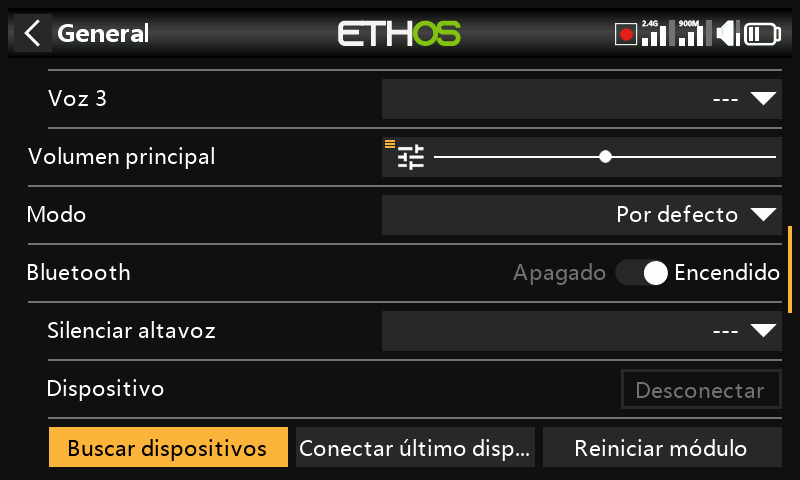 General
ETHOS
2.4G
900M
Voz 3
---
Volumen principal
Modo
Por defecto
Bluetooth
Apagado
Encendido
Silenciar altavoz
---
Dispositivo
Desconectar
Buscar dispositivos
Conectar último disp...
Reiniciar módulo